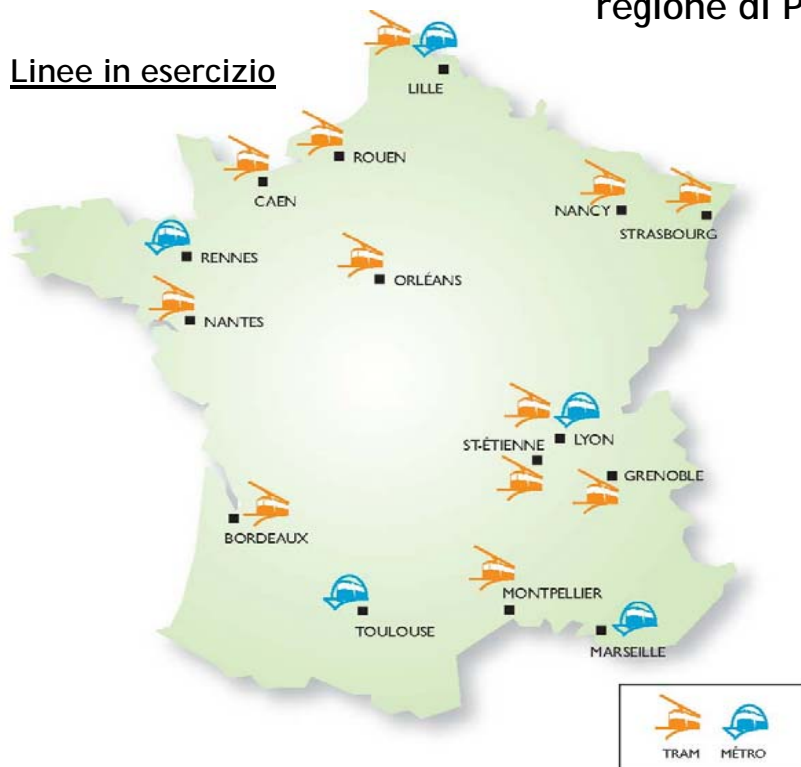 regione di P
Linee in esercizio
LILLE
ROUEN
CAEN
NANCY
STRASBOURG
RENNES
ORLÉANS
NANTES
LYON
ST-ÉTIENNE
GRENOBLE
BORDEAUX
MONTPELLIER
TOULOUSE
MARSEILLE
TRAM MÉTRO